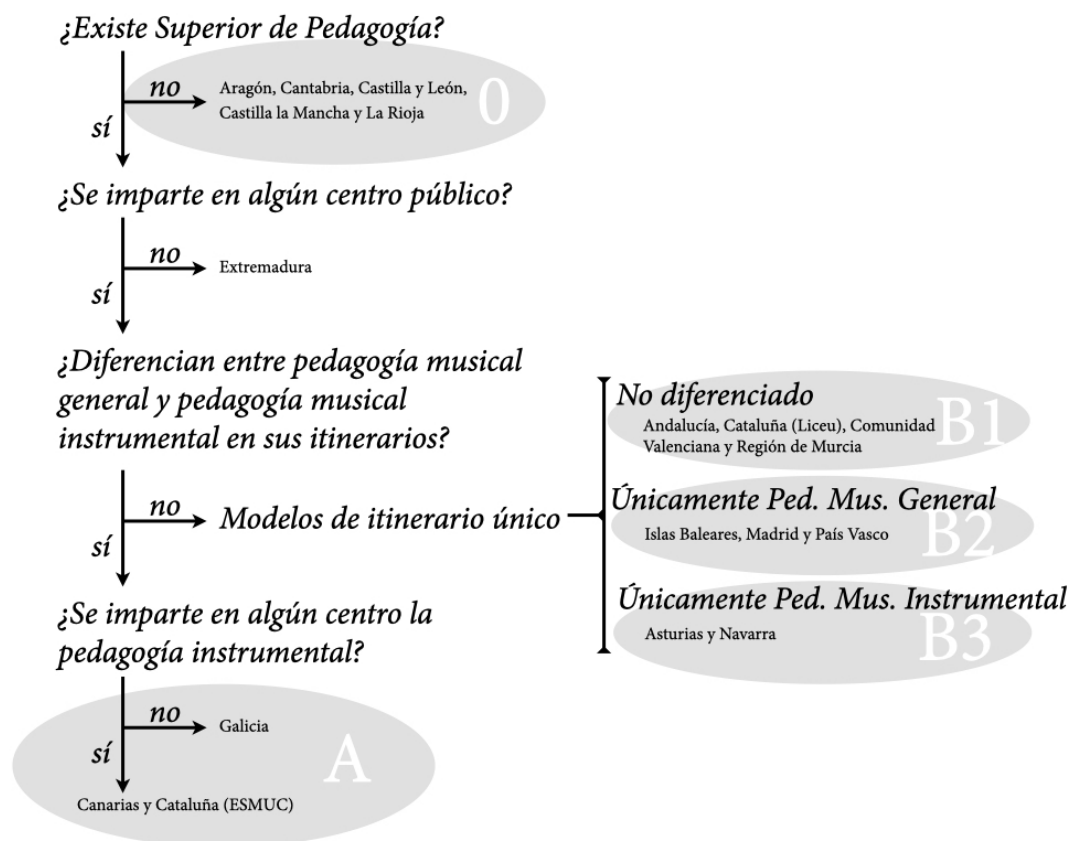 ¿Existe Superior de Pedagogía?
no
Aragón, Cantabria, Castilla y León,
Castilla la Mancha y La Rioja
0
sí
¿Se imparte en algún centro público?
no
Extremadura
sí
¿Diferencian entre pedagogía musical
general y pedagogía musical
instrumental en sus itinerarios?
no
Modelos de itinerario único
No diferenciado
Andalucía, Cataluña (Liceu), Comunidad
Valenciana y Región de Murcia
B1
Únicamente Ped. Mus. General
Islas Baleares, Madrid y País Vasco
B2
Únicamente Ped. Mus. Instrumental
Asturias y Navarra
B3
sí
¿Se imparte en algún centro la
pedagogía instrumental?
no
Galicia
A
sí
Canarias y Cataluña (ESMUC)